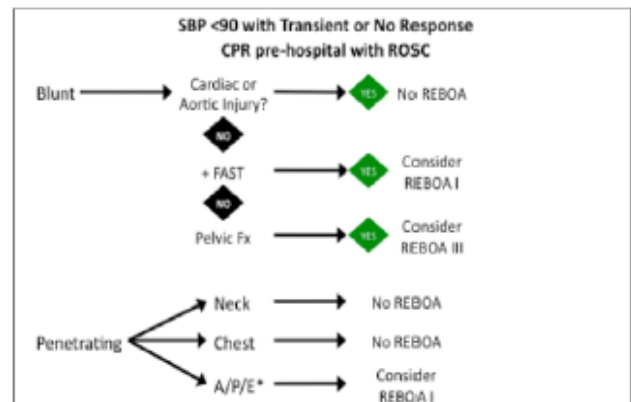 SBP <90 with Transient or No Response
CPR pre-hospital with ROSC
Blunt
Cardiac or
Aortic Injury?
YES
No REBOA
NO
+ FAST
YES
Consider
REBOA I
NO
Pelvic Fx
YES
Consider
REBOA III
Penetrating
Neck
No REBOA
Chest
No REBOA
A/P/E*
Consider
REBOA I